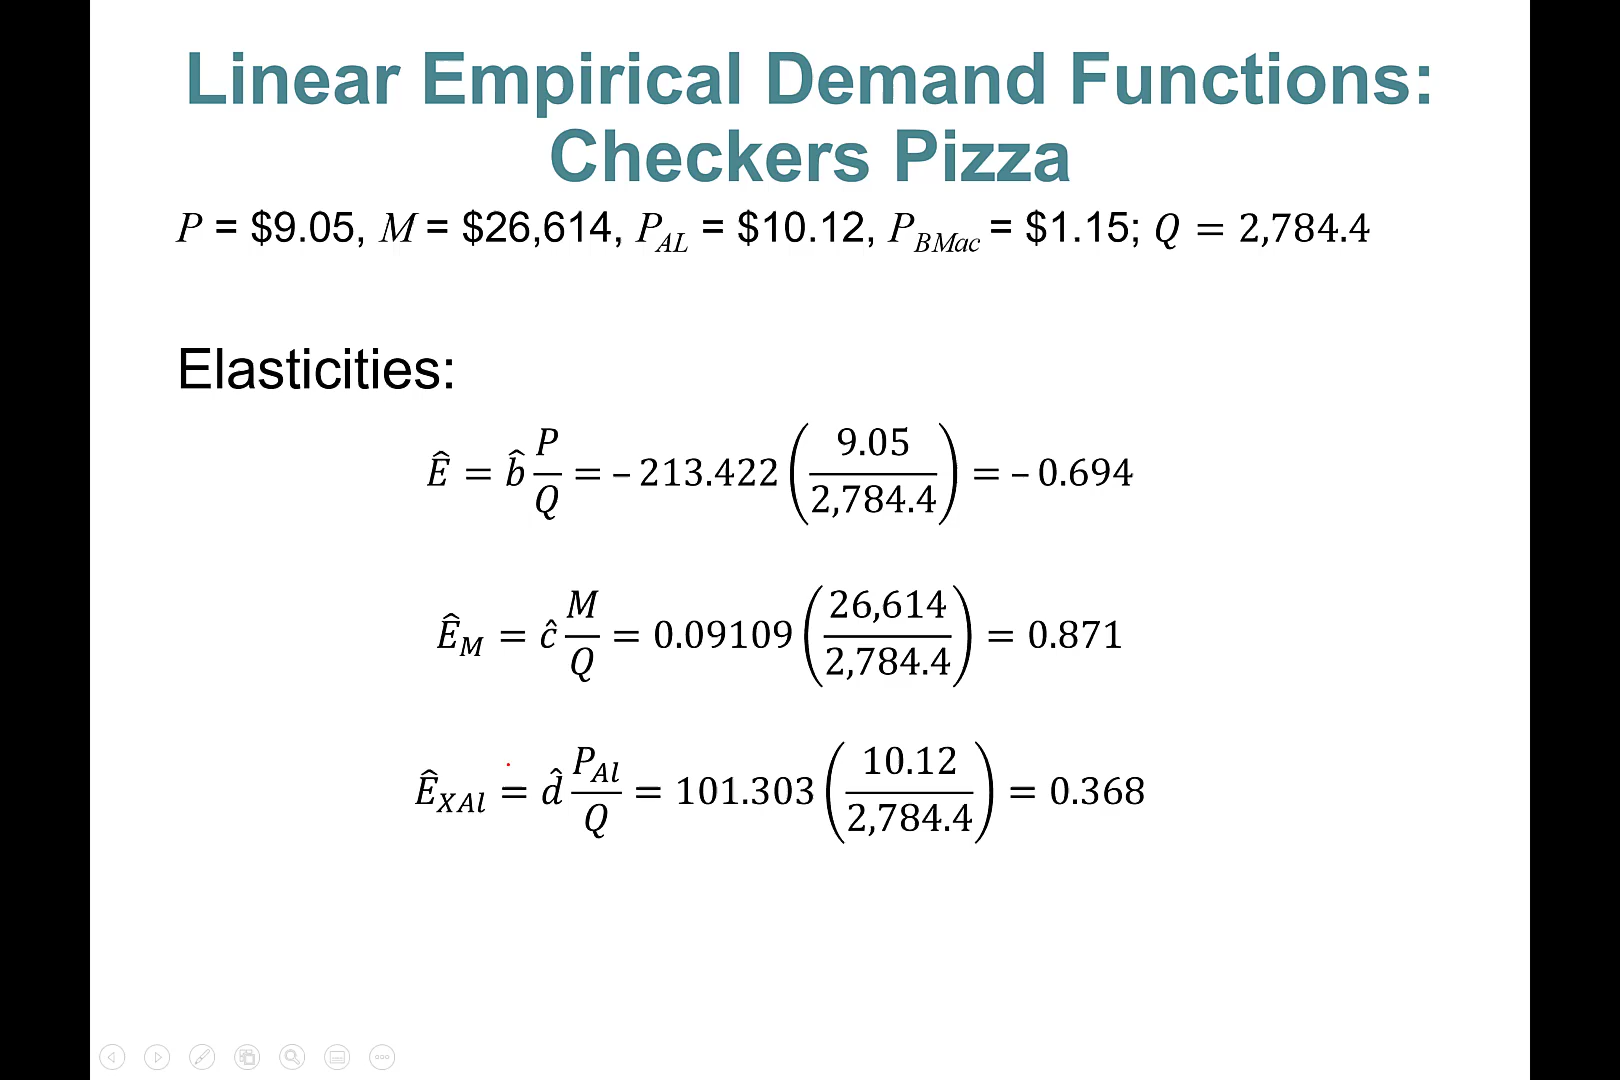 Linear Empirical Demand Functions:
Checkers Pizza
P = $9.05, M = $26,614, P_AL = $10.12, P_BMac = $1.15; Q = 2,784.4
Elasticities:
Ê = b̂ P/Q = – 213.422 (9.05/2,784.4) = – 0.694
Ê_M = ĉ M/Q = 0.09109 (26,614/2,784.4) = 0.871
Ê_XAl = d̂ P_Al/Q = 101.303 (10.12/2,784.4) = 0.368